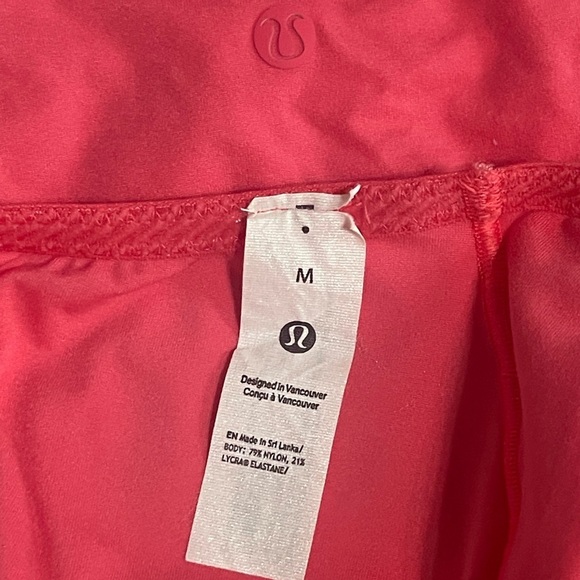 M
Designed in Vancouver
Conçu à Vancouver
EN Made in Sri Lanka/
BODY: 79% NYLON, 21%
LYCRA® ELASTANE/